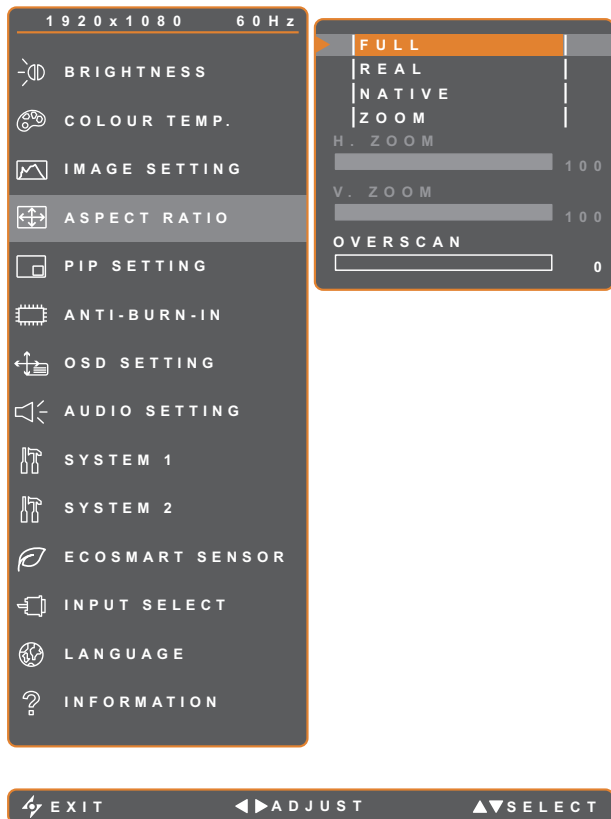 1920x1080 60Hz
BRIGHTNESS
COLOUR TEMP.
IMAGE SETTING
ASPECT RATIO
PIP SETTING
ANTI-BURN-IN
OSD SETTING
AUDIO SETTING
SYSTEM 1
SYSTEM 2
ECOSMART SENSOR
INPUT SELECT
LANGUAGE
INFORMATION
FULL
REAL
NATIVE
ZOOM
H. ZOOM
100
V. ZOOM
100
OVERSCAN
0
EXIT ADJUST SELECT